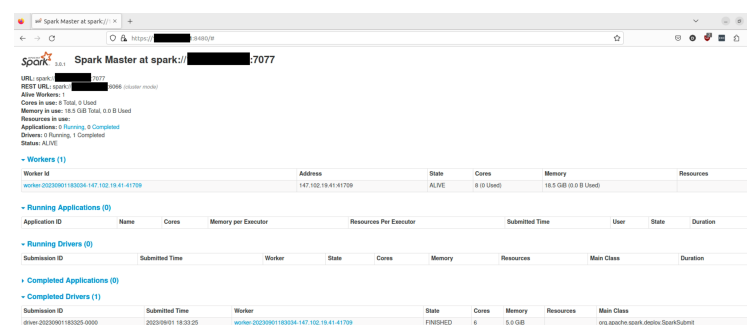 Spark Master at spark://
https:// :8480/#
Spark 3.0.1 Spark Master at spark:// :7077
URL: spark:// :7077
REST URL: spark:// :6066 (cluster mode)
Alive Workers: 1
Cores in use: 8 Total, 0 Used
Memory in use: 18.5 GiB Total, 0.0 B Used
Resources in use:
Applications: 0 Running, 0 Completed
Drivers: 0 Running, 1 Completed
Status: ALIVE
Workers (1)
Worker Id Address State Cores Memory Resources
worker-20230901183034-147.102.19.41-41709 147.102.19.41:41709 ALIVE 8 (0 Used) 18.5 GiB (0.0 B Used)
Running Applications (0)
Application ID Name Cores Memory per Executor Resources Per Executor Submitted Time User State Duration
Running Drivers (0)
Submission ID Submitted Time Worker State Cores Memory Resources Main Class Duration
Completed Applications (0)
Completed Drivers (1)
Submission ID Submitted Time Worker State Cores Memory Resources Main Class
driver-20230901183325-0000 2023/09/01 18:33:25 worker-20230901183034-147.102.19.41-41709 FINISHED 6 5.0 GiB org.apache.spark.deploy.SparkSubmit